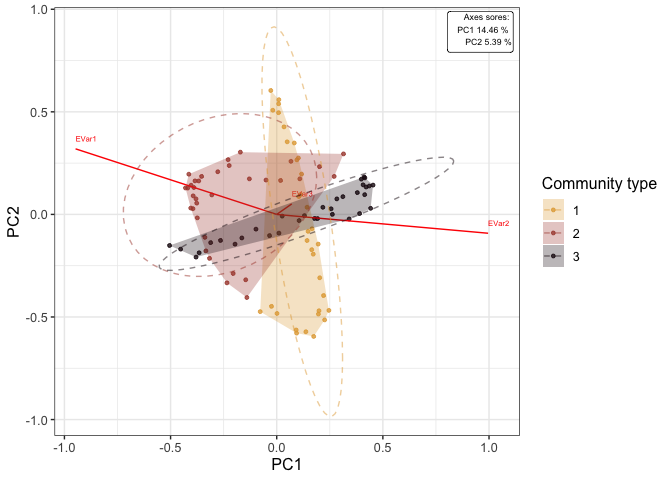 Axes sores:
PC1 14.46 %
PC2 5.39 %
1.0
0.5
0.0
-0.5
-1.0
PC2
EVar1
EVar3
EVar2
-1.0 -0.5 0.0 0.5 1.0
PC1
Community type
1
2
3